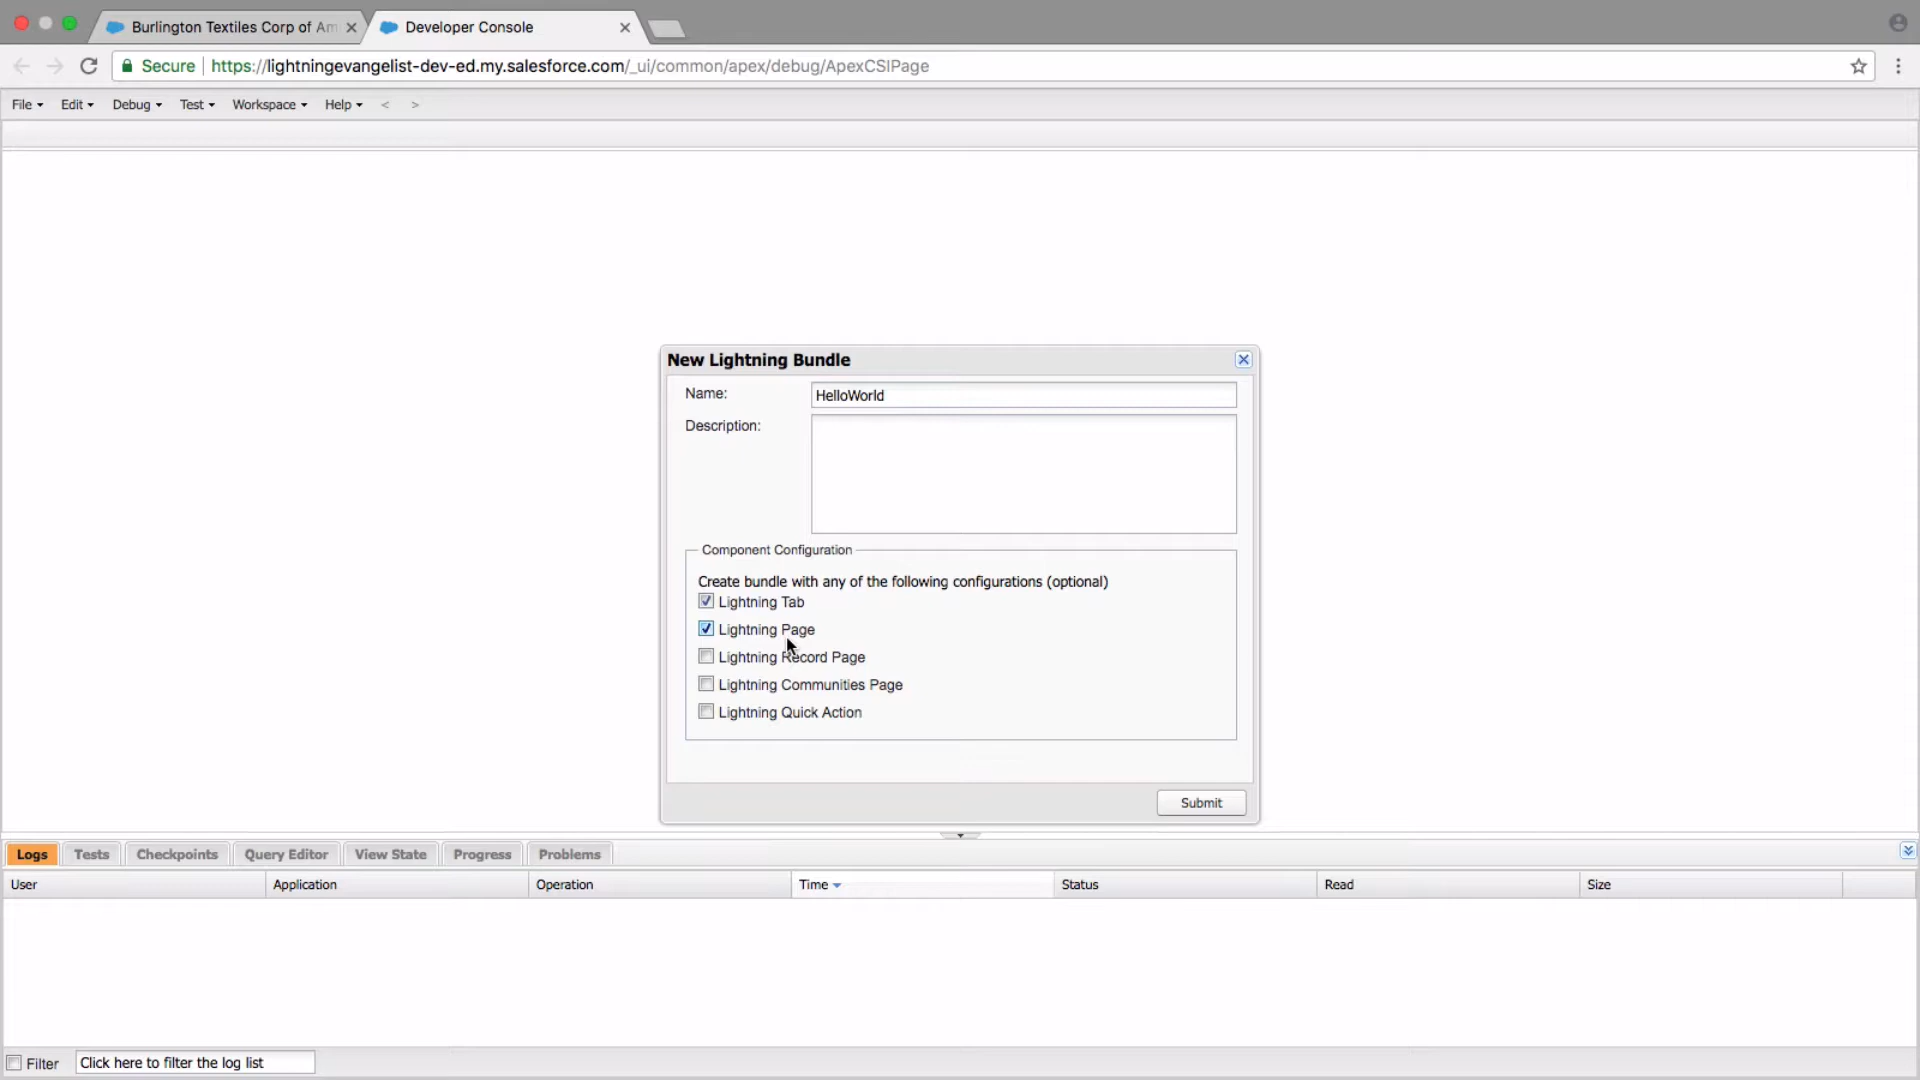 Burlington Textiles Corp of Am
Developer Console
Secure https://lightningevangelist-dev-ed.my.salesforce.com/_ui/common/apex/debug/ApexCSIPage
File Edit Debug Test Workspace Help < >
New Lightning Bundle
Name: HelloWorld
Description:
Component Configuration
Create bundle with any of the following configurations (optional)
Lightning Tab
Lightning Page
Lightning Record Page
Lightning Communities Page
Lightning Quick Action
Submit
Logs Tests Checkpoints Query Editor View State Progress Problems
User Application Operation Time Status Read Size
Filter Click here to filter the log list